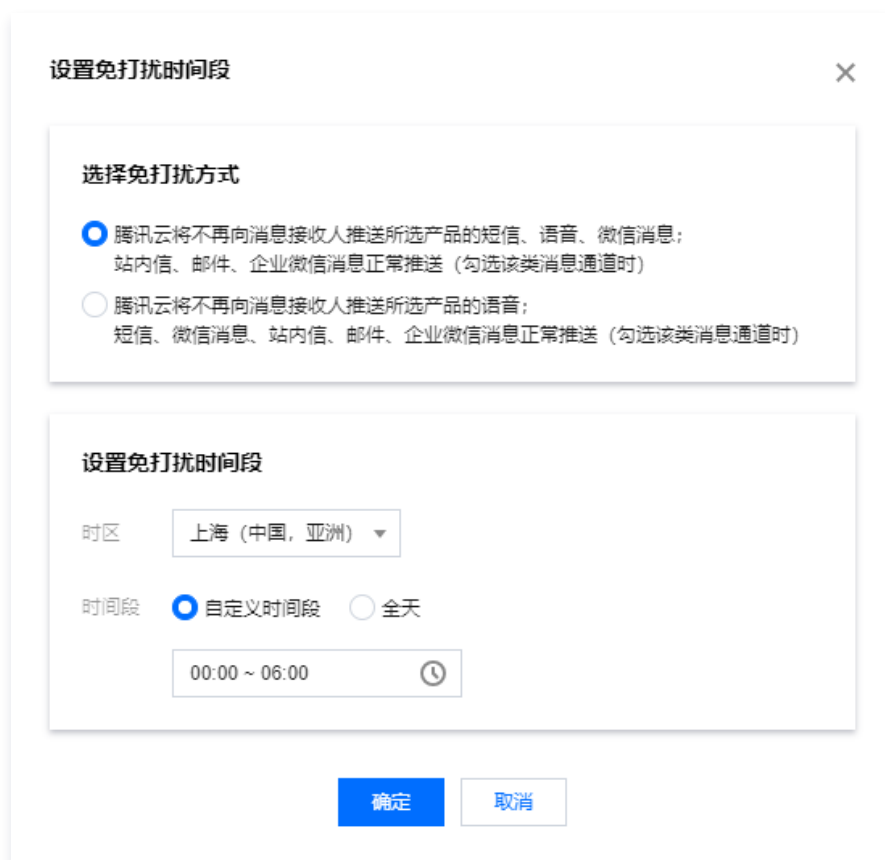 设置免打扰时间段
选择免打扰方式
腾讯云将不再向消息接收人推送所选产品的短信、语音、微信消息;
站内信、邮件、企业微信消息正常推送（勾选该类消息通道时）
腾讯云将不再向消息接收人推送所选产品的语音;
短信、微信消息、站内信、邮件、企业微信消息正常推送（勾选该类消息通道时）
设置免打扰时间段
时区 上海（中国，亚洲）
时间段 自定义时间段 全天
00:00 ~ 06:00
确定 取消